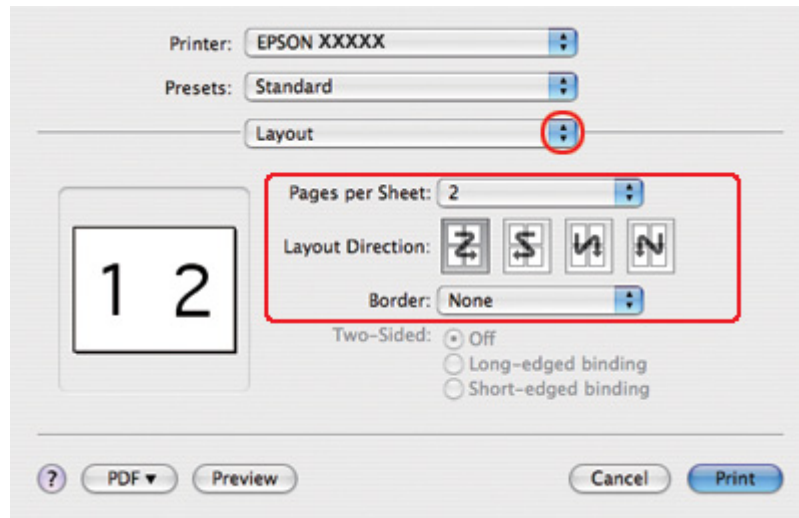 Printer: EPSON XXXXX
Presets: Standard
Layout
Pages per Sheet: 2
Layout Direction:
Border: None
1 2
Two-Sided: Off
Long-edged binding
Short-edged binding
? PDF ▼ Preview Cancel Print